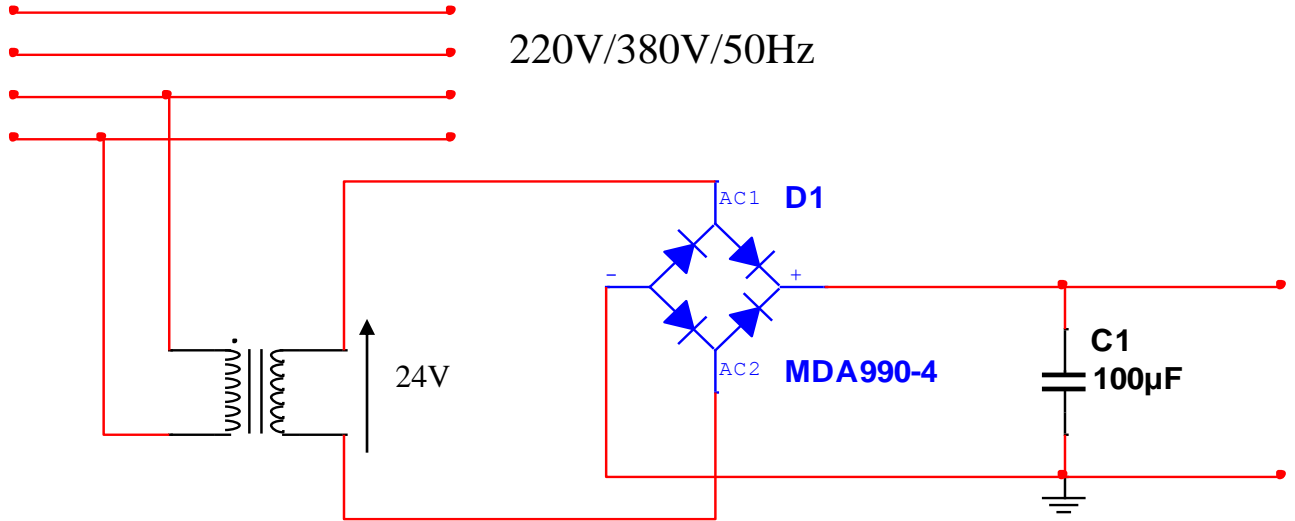 220V/380V/50Hz
AC1
D1
-
+
24V
AC2
MDA990-4
C1
100µF